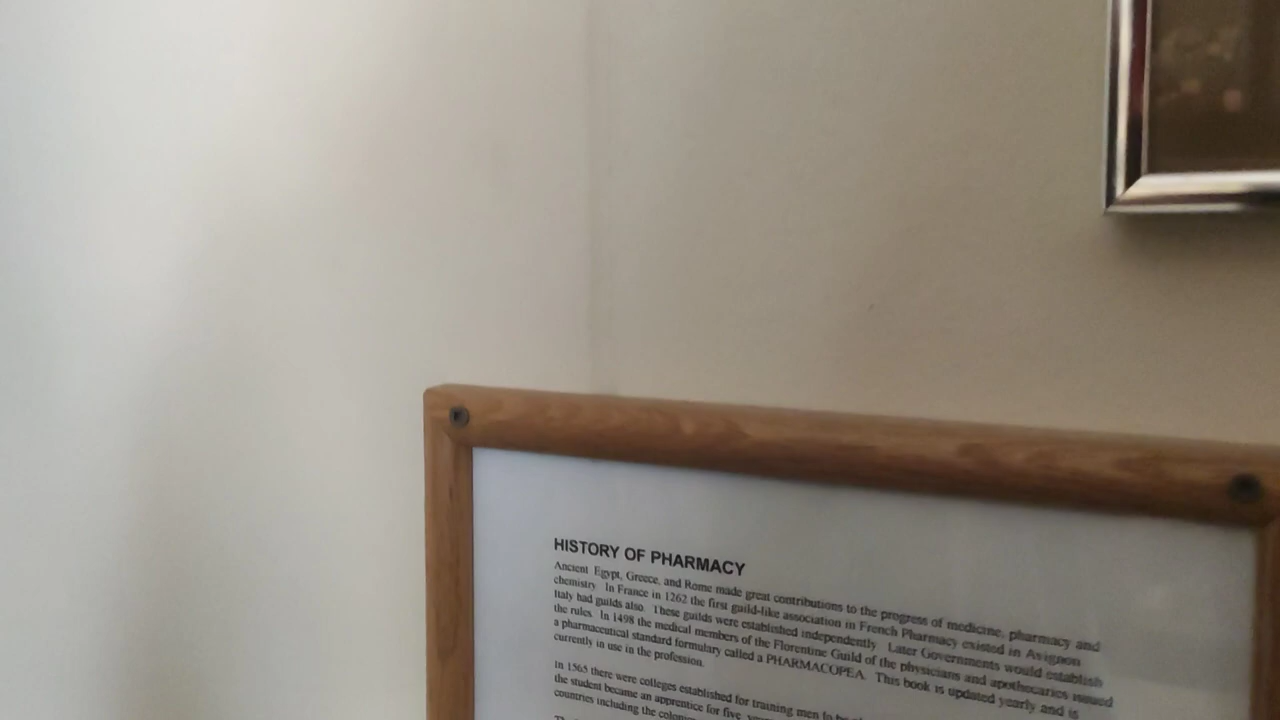 HISTORY OF PHARMACY
Ancient Egypt, Greece, and Rome made great contributions to the progress of medicine, pharmacy and
chemistry. In France in 1262 the first guild-like association in French Pharmacy existed in Avignon
Italy had guilds also. These guilds were established independently. Later Governments would establish
the rules. In 1498 the medical members of the Florentine Guild of the physicians and apothecaries issued
a pharmaceutical standard formulary called a PHARMACOPEA. This book is updated yearly and is
currently in use in the profession.
In 1565 there were colleges established for training men to be
the student became an apprentice for five
countries including the